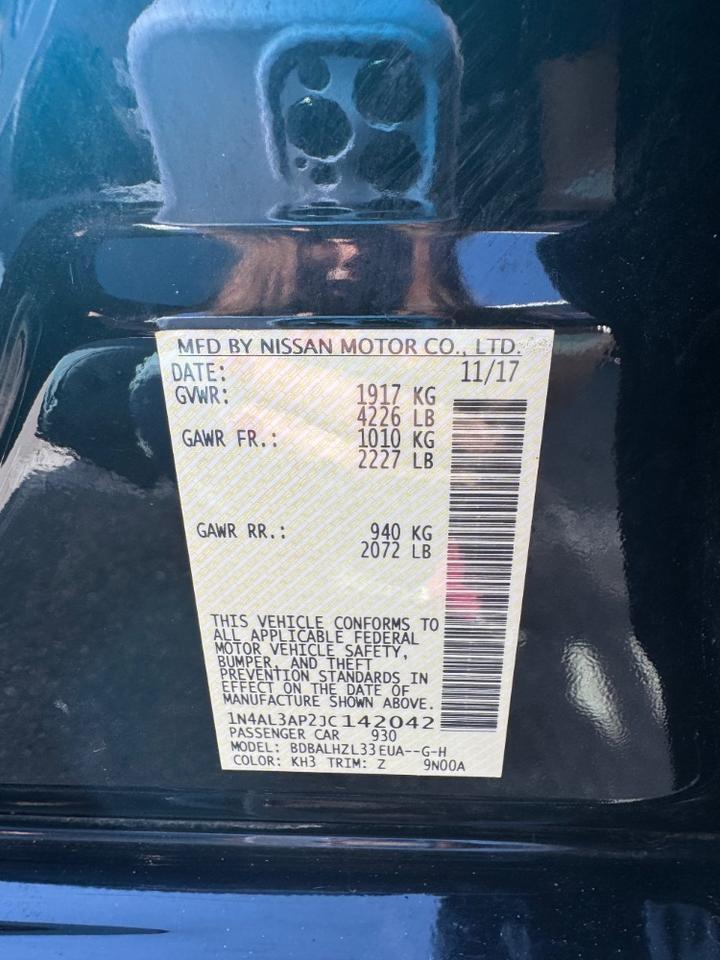 MFD BY NISSAN MOTOR CO., LTD.
DATE: 11/17
GVWR: 1917 KG
4226 LB
GAWR FR.: 1010 KG
2227 LB
GAWR RR.: 940 KG
2072 LB
THIS VEHICLE CONFORMS TO
ALL APPLICABLE FEDERAL
MOTOR VEHICLE SAFETY,
BUMPER, AND THEFT
PREVENTION STANDARDS IN
EFFECT ON THE DATE OF
MANUFACTURE SHOWN ABOVE.
1N4AL3AP2JC142042
PASSENGER CAR 930
MODEL: BDBALHZL33EUA--G-H
COLOR: KH3 TRIM: Z 9N00A